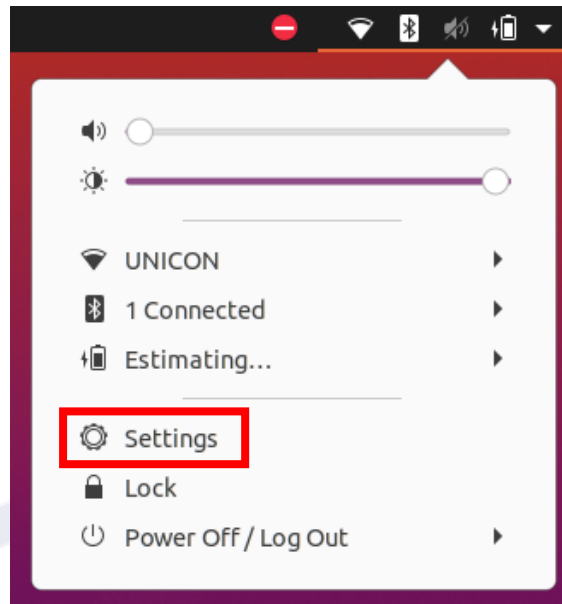 UNICON
1 Connected
Estimating...
Settings
Lock
Power Off / Log Out